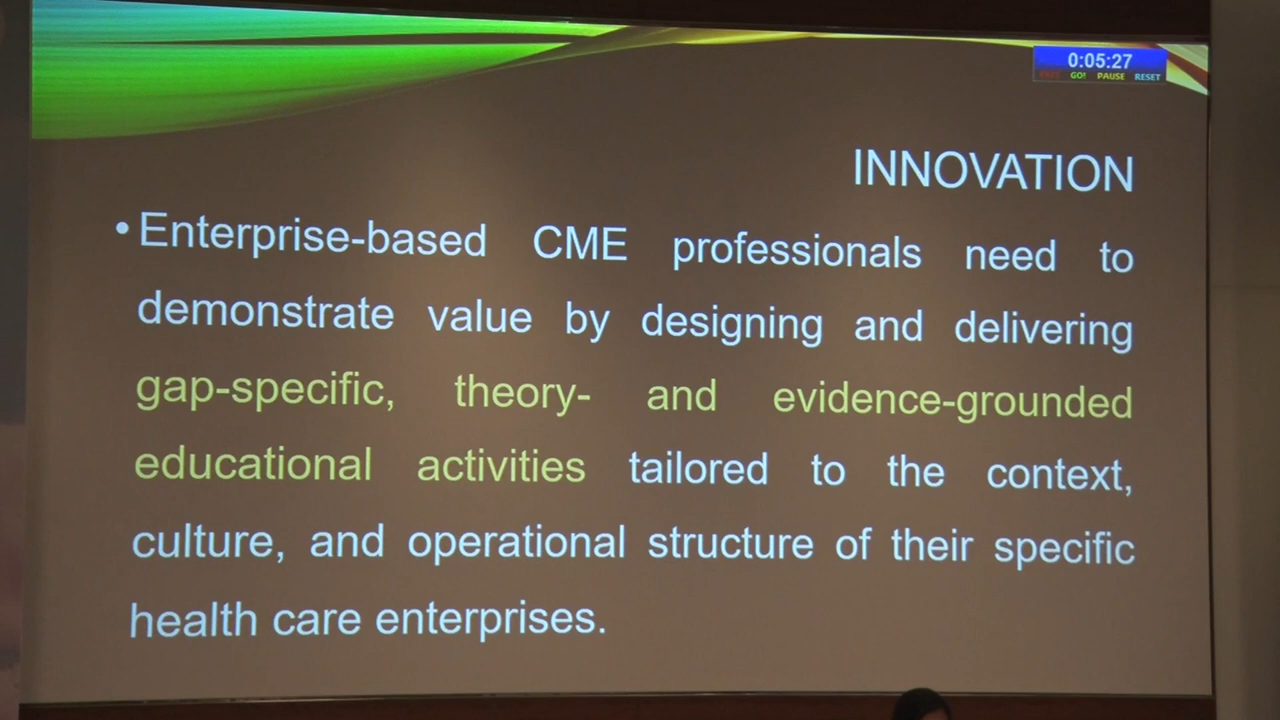 0:05:27
GO! PAUSE RESET
INNOVATION
• Enterprise-based CME professionals need to
demonstrate value by designing and delivering
gap-specific, theory- and evidence-grounded
educational activities tailored to the context,
culture, and operational structure of their specific
health care enterprises.